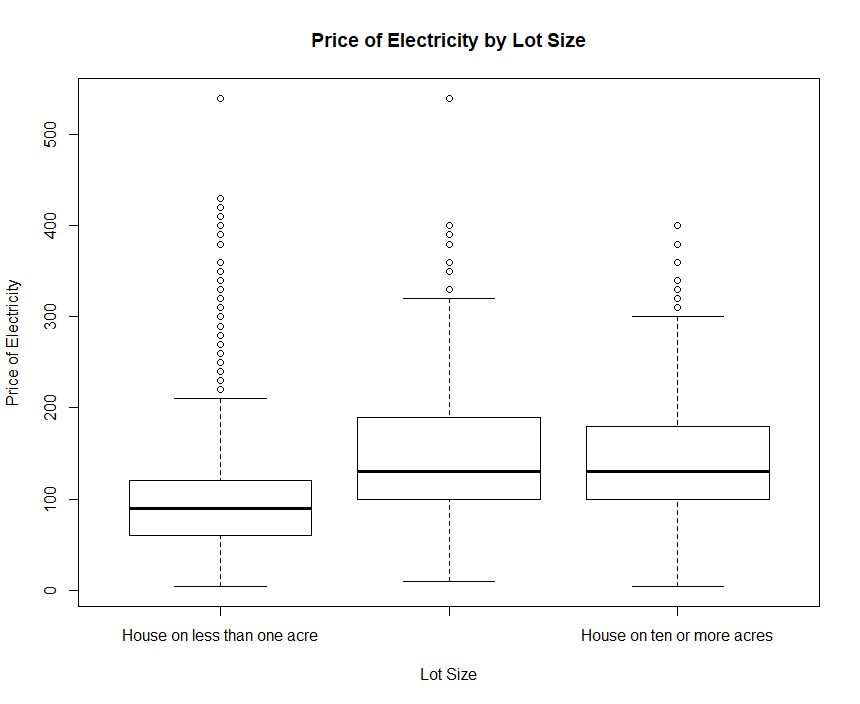 Price of Electricity by Lot Size
Price of Electricity
500
400
300
200
100
0
House on less than one acre
House on ten or more acres
Lot Size